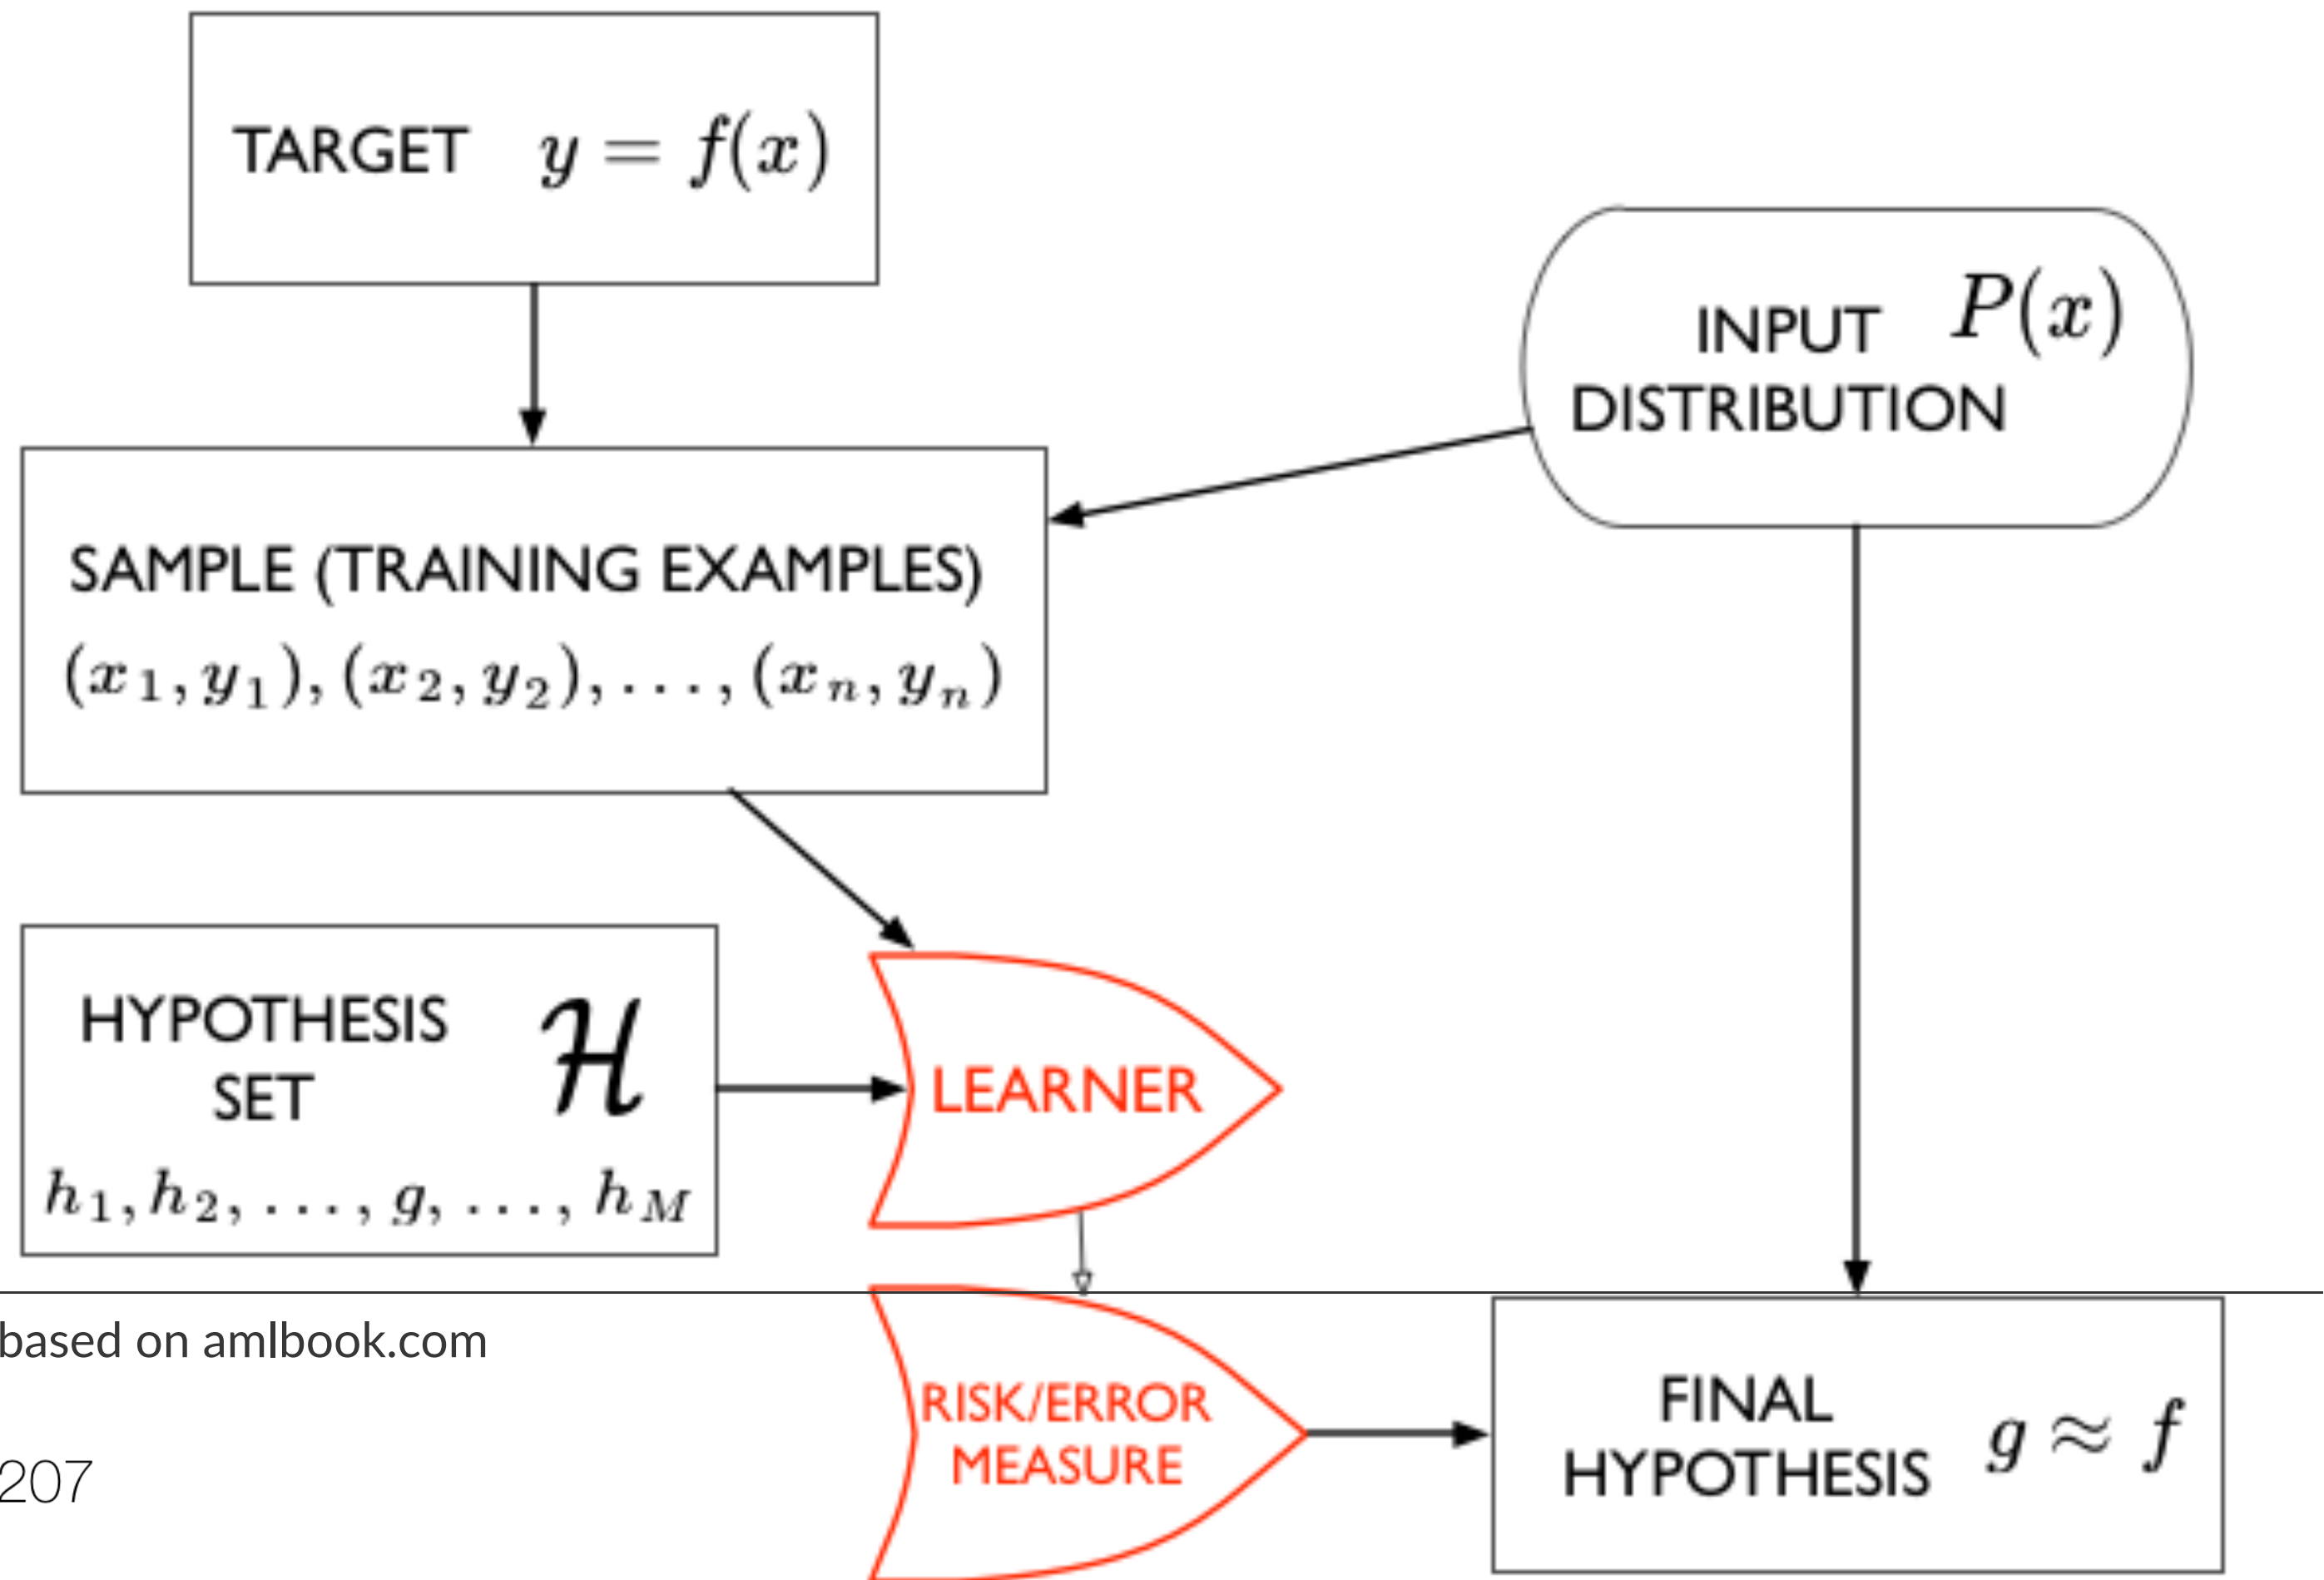 TARGET y = f(x)
INPUT P(x)
DISTRIBUTION
SAMPLE (TRAINING EXAMPLES)
(x₁, y₁), (x₂, y₂), . . . , (xₙ, yₙ)
HYPOTHESIS
SET ℋ
h₁, h₂, . . . , g, . . . , h_M
LEARNER
based on amlbook.com
RISK/ERROR
MEASURE
FINAL
HYPOTHESIS g ≈ f
207